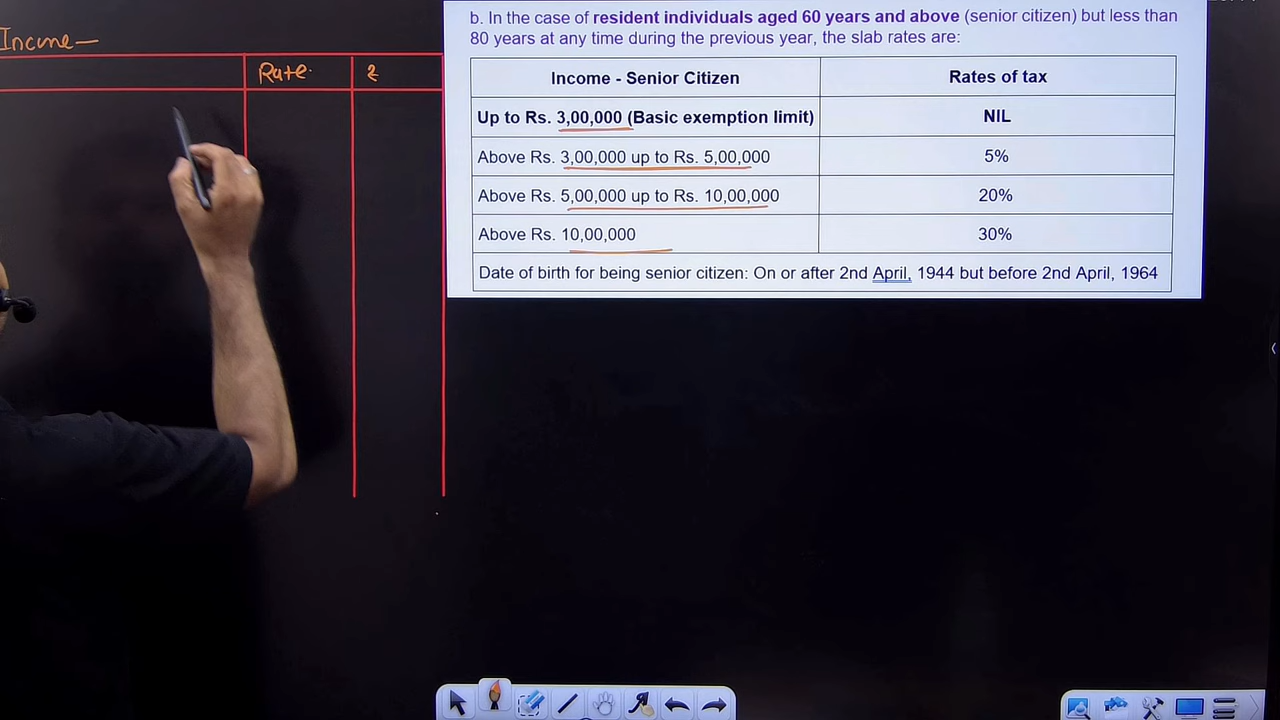 Income —
Rate. ₹
b. In the case of resident individuals aged 60 years and above (senior citizen) but less than
80 years at any time during the previous year, the slab rates are:
Income - Senior Citizen Rates of tax
Up to Rs. 3,00,000 (Basic exemption limit) NIL
Above Rs. 3,00,000 up to Rs. 5,00,000 5%
Above Rs. 5,00,000 up to Rs. 10,00,000 20%
Above Rs. 10,00,000 30%
Date of birth for being senior citizen: On or after 2nd April, 1944 but before 2nd April, 1964